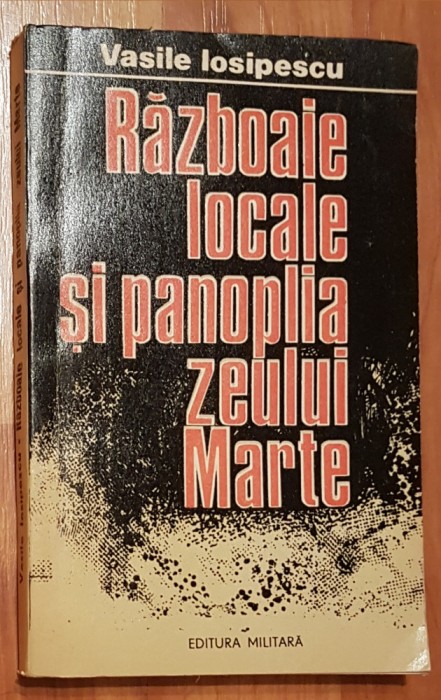 Vasile Iosipescu
Războaie
locale
și panoplia
zeului
Marte
EDITURA MILITARĂ
Vasile Iosipescu • Războaie locale și panoplia zeului Marte